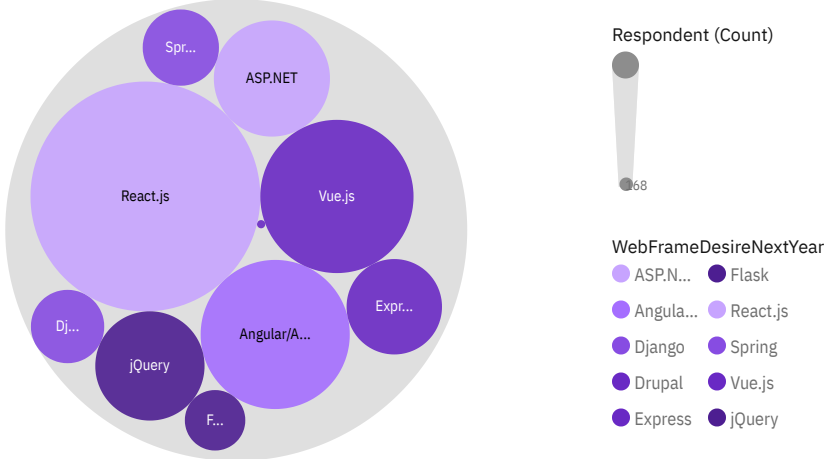 Spr...
ASP.NET
React.js
Vue.js
Expr...
Dj...
Angular/A...
jQuery
F...
Respondent (Count)
168
WebFrameDesireNextYear
ASP.N... Flask
Angula... React.js
Django Spring
Drupal Vue.js
Express jQuery